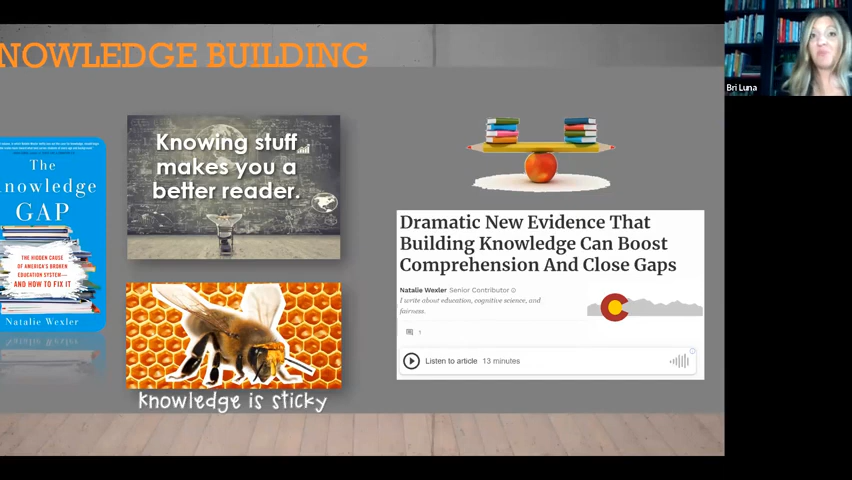 NOWLEDGE BUILDING
The
nowledge
GAP
THE HIDDEN CAUSE
OF AMERICA'S BROKEN
EDUCATION SYSTEM—
AND HOW TO FIX IT
Natalie Wexler
Knowing stuff
makes you a
better reader.
Knowledge is sticky
Dramatic New Evidence That
Building Knowledge Can Boost
Comprehension And Close Gaps
Natalie Wexler Senior Contributor
I write about education, cognitive science, and
fairness.
1
Listen to article 13 minutes
Bri Luna